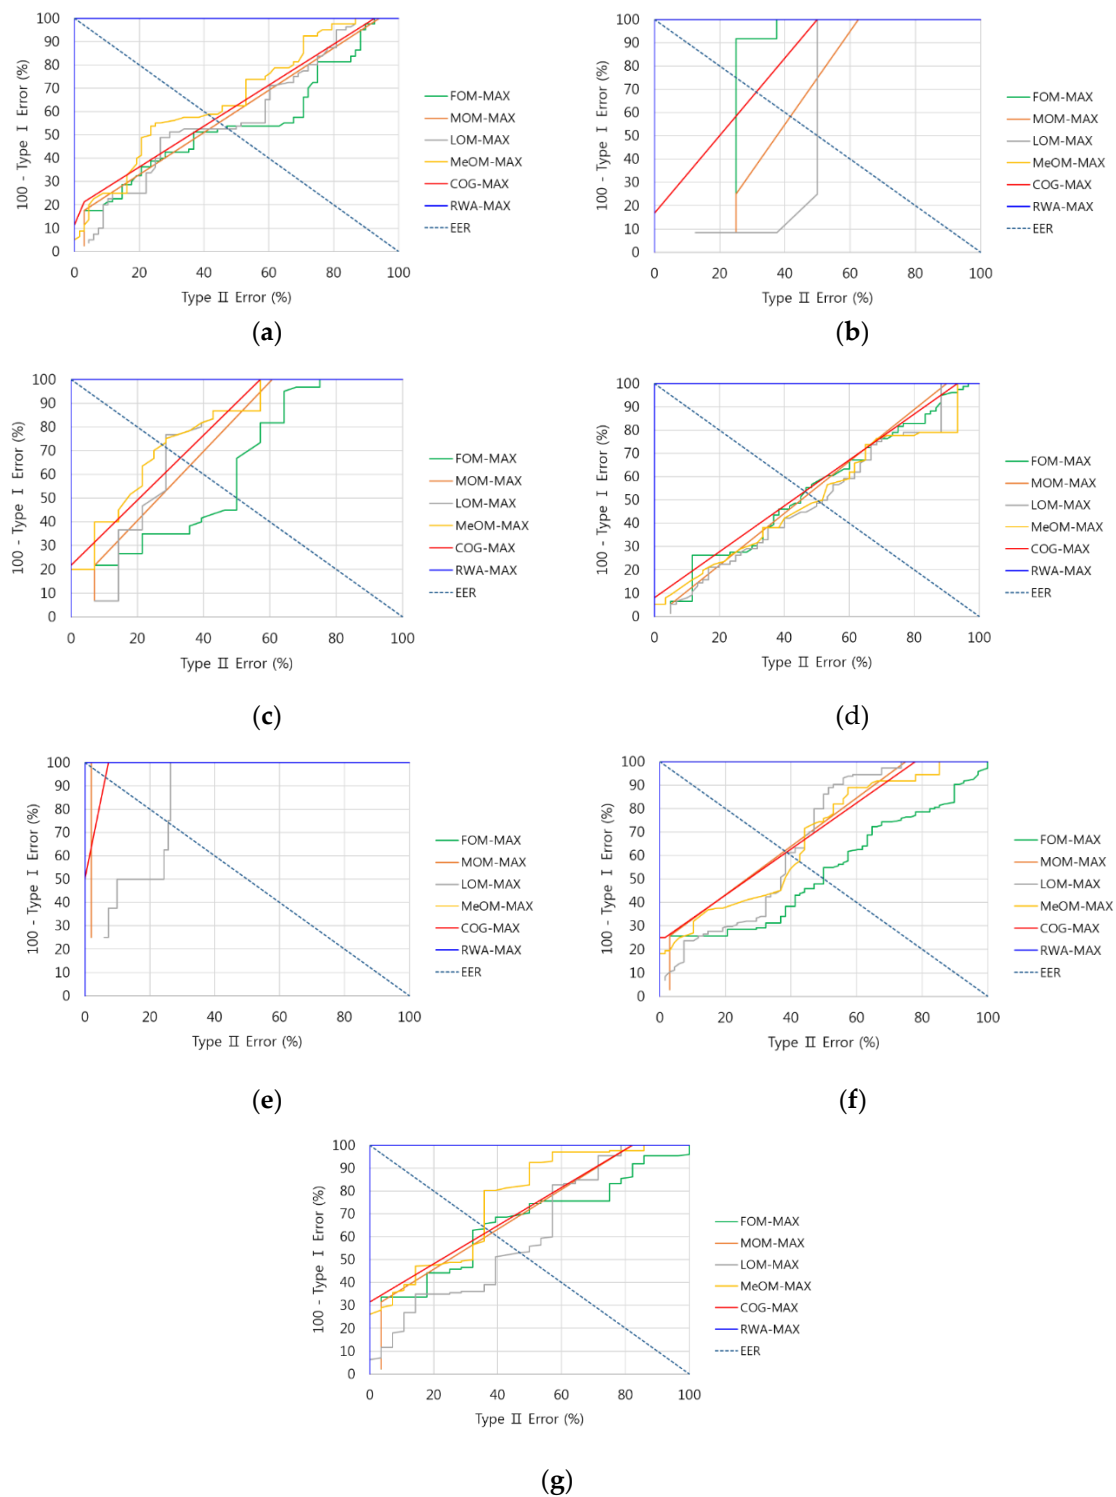 100 - Type Ⅰ Error (%)
100
90
80
70
60
50
40
30
20
10
0
0 20 40 60 80 100
Type Ⅱ Error (%)
FOM-MAX
MOM-MAX
LOM-MAX
MeOM-MAX
COG-MAX
RWA-MAX
EER
(a)
100 - Type Ⅰ Error (%)
100
90
80
70
60
50
40
30
20
10
0
0 20 40 60 80 100
Type Ⅱ Error (%)
FOM-MAX
MOM-MAX
LOM-MAX
MeOM-MAX
COG-MAX
RWA-MAX
EER
(b)
100 - Type Ⅰ Error (%)
100
90
80
70
60
50
40
30
20
10
0
0 20 40 60 80 100
Type Ⅱ Error (%)
FOM-MAX
MOM-MAX
LOM-MAX
MeOM-MAX
COG-MAX
RWA-MAX
EER
(c)
100 - Type Ⅰ Error (%)
100
90
80
70
60
50
40
30
20
10
0
0 20 40 60 80 100
Type Ⅱ Error (%)
FOM-MAX
MOM-MAX
LOM-MAX
MeOM-MAX
COG-MAX
RWA-MAX
EER
(d)
100 - Type Ⅰ Error (%)
100
90
80
70
60
50
40
30
20
10
0
0 20 40 60 80 100
Type Ⅱ Error (%)
FOM-MAX
MOM-MAX
LOM-MAX
MeOM-MAX
COG-MAX
RWA-MAX
EER
(e)
100 - Type Ⅰ Error (%)
100
90
80
70
60
50
40
30
20
10
0
0 20 40 60 80 100
Type Ⅱ Error (%)
FOM-MAX
MOM-MAX
LOM-MAX
MeOM-MAX
COG-MAX
RWA-MAX
EER
(f)
100 - Type Ⅰ Error (%)
100
90
80
70
60
50
40
30
20
10
0
0 20 40 60 80 100
Type Ⅱ Error (%)
FOM-MAX
MOM-MAX
LOM-MAX
MeOM-MAX
COG-MAX
RWA-MAX
EER
(g)